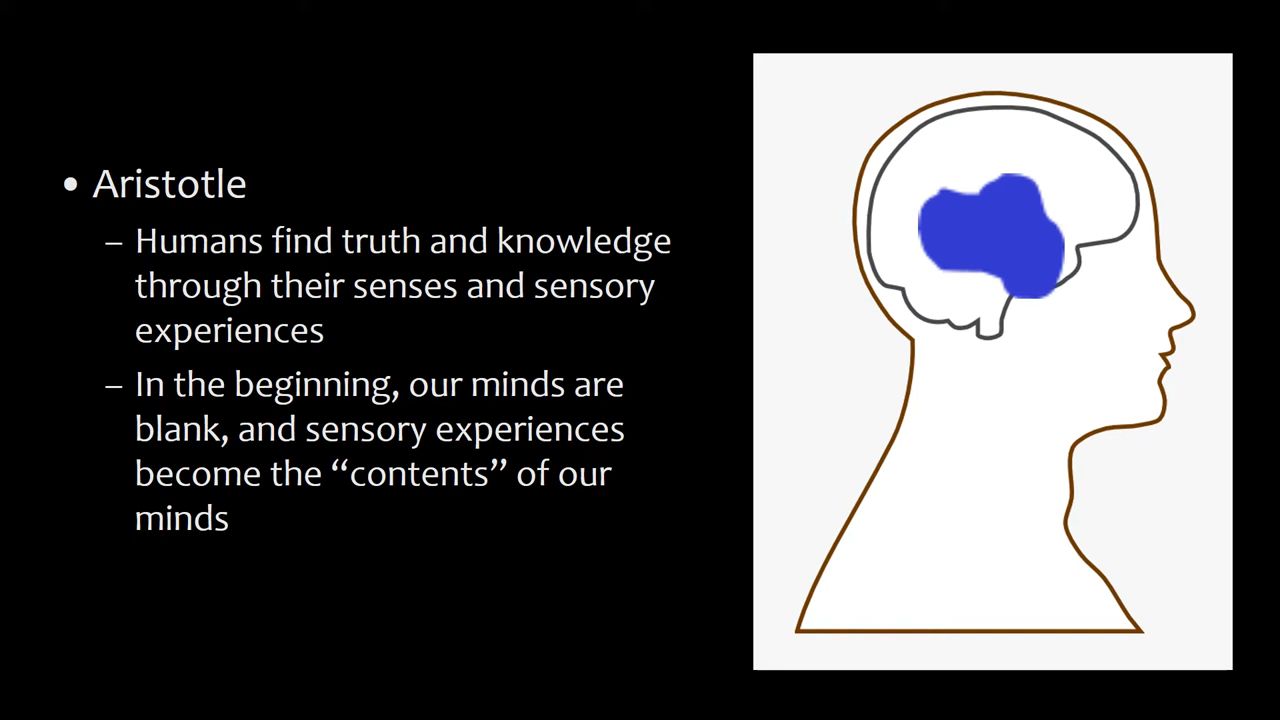 • Aristotle
– Humans find truth and knowledge
through their senses and sensory
experiences
– In the beginning, our minds are
blank, and sensory experiences
become the “contents” of our
minds